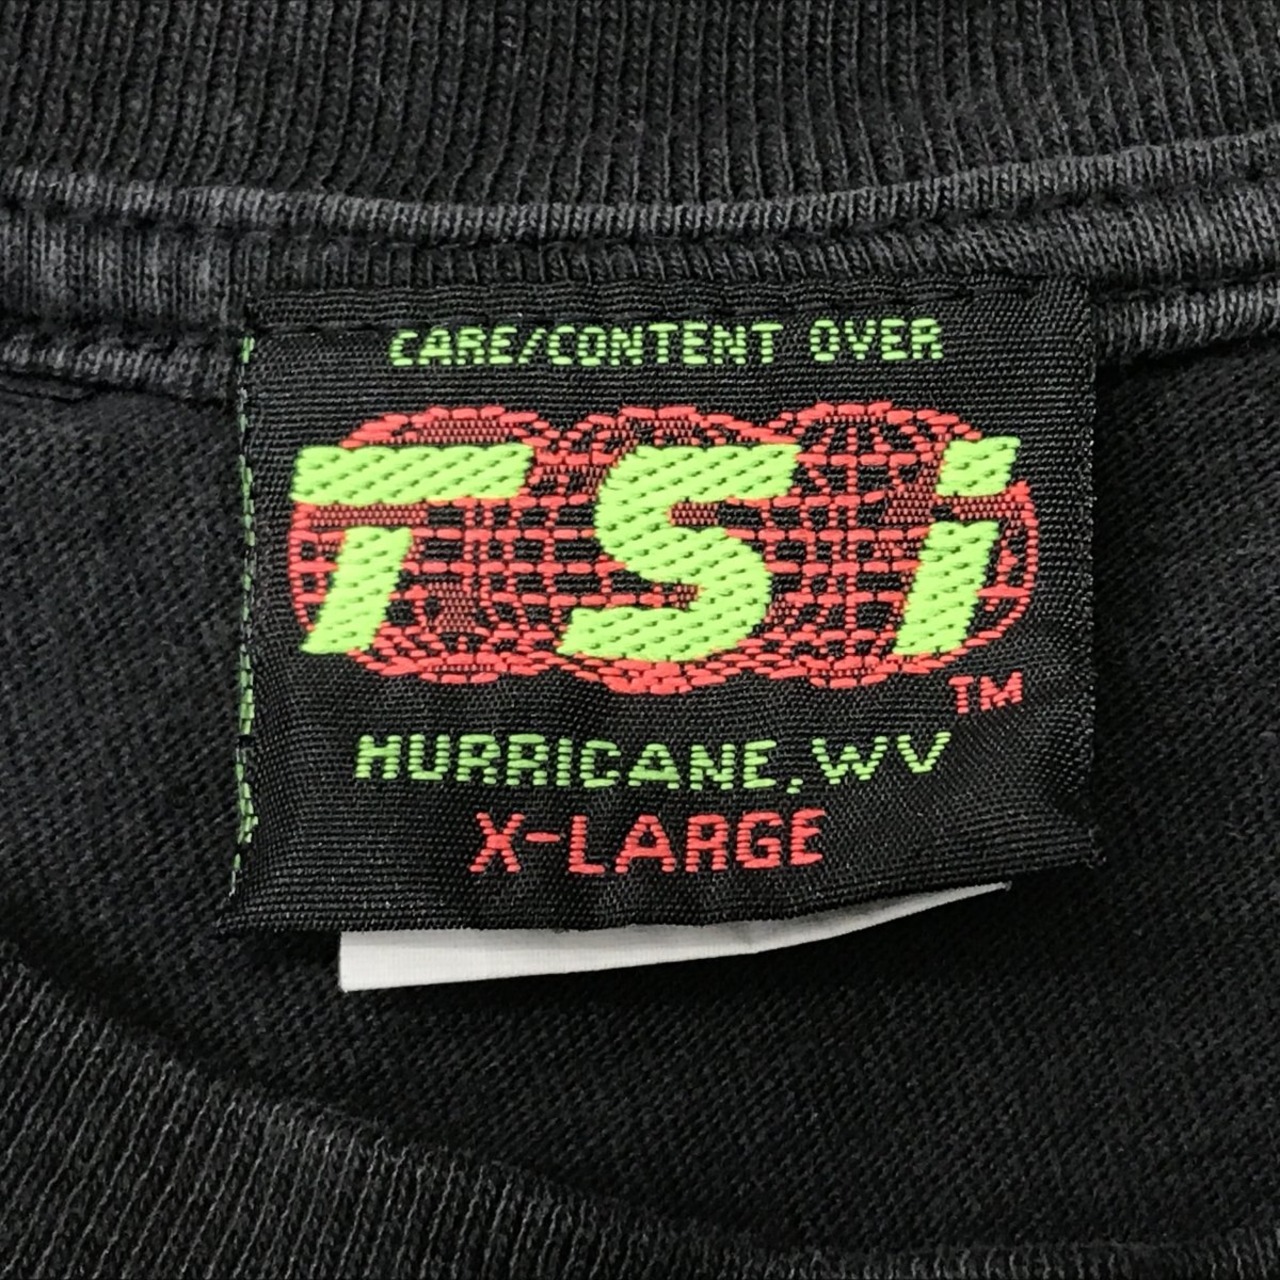 CARE/CONTENT OVER
TSi
TM
HURRICANE, WV
X-LARGE